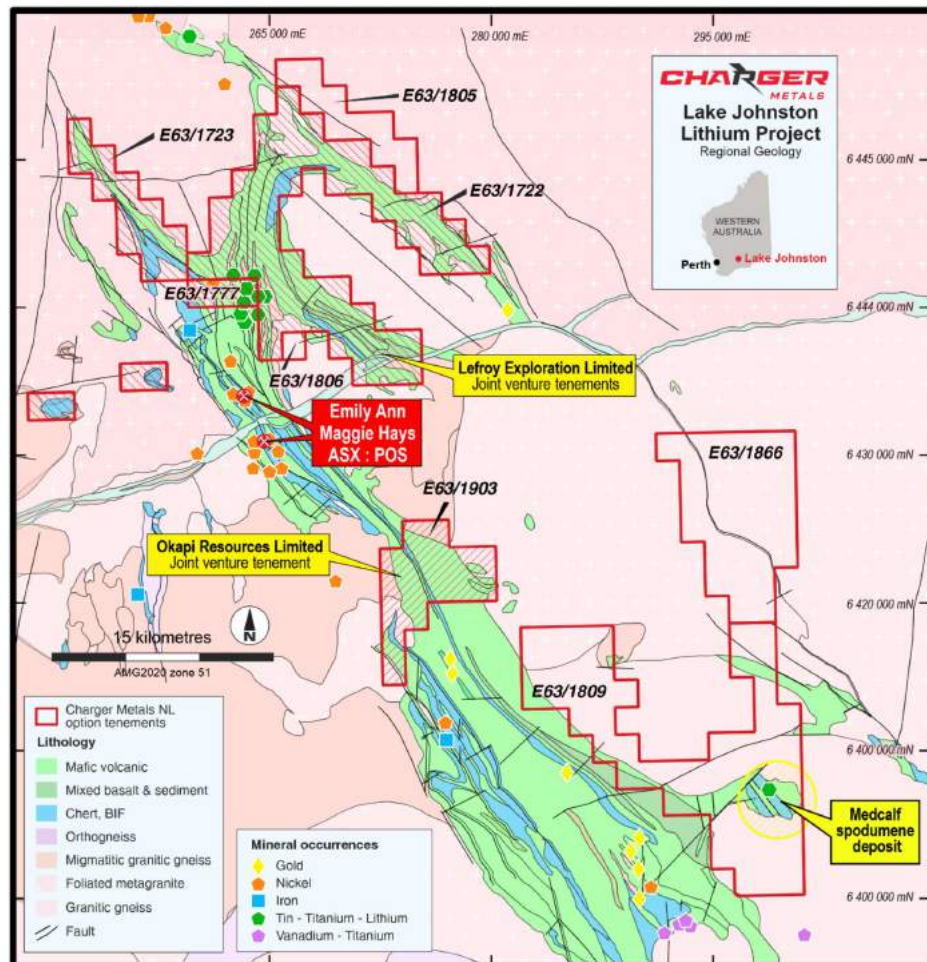 265 000 mE
280 000 mE
295 000 mE
CHARGER
METALS
Lake Johnston
Lithium Project
Regional Geology
WESTERN
AUSTRALIA
Perth
Lake Johnston
E63/1805
E63/1723
6 445 000 mN
E63/1722
E63/1777
6 444 000 mN
E63/1806
Lefroy Exploration Limited
Joint venture tenements
Emily Ann
Maggie Hays
ASX : POS
E63/1866
6 430 000 mN
E63/1903
Okapi Resources Limited
Joint venture tenement
6 420 000 mN
15 kilometres
N
AMG2020 zone 51
E63/1809
6 400 000 mN
Medcalf
spodumene
deposit
6 400 000 mN
Charger Metals NL
option tenements
Lithology
Mafic volcanic
Mixed basalt & sediment
Chert, BIF
Orthogneiss
Migmatitic granitic gneiss
Foliated metagranite
Granitic gneiss
Fault
Mineral occurrences
Gold
Nickel
Iron
Tin - Titanium - Lithium
Vanadium - Titanium